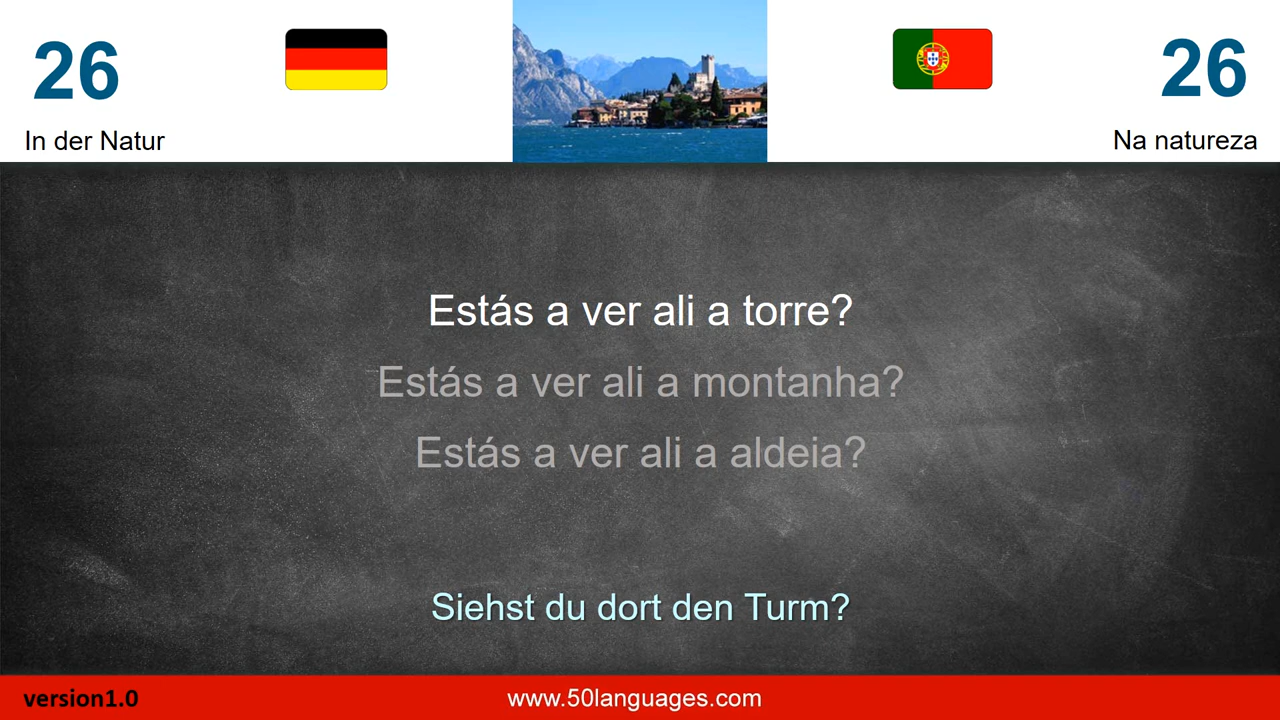 26
In der Natur
26
Na natureza
Estás a ver ali a torre?
Estás a ver ali a montanha?
Estás a ver ali a aldeia?
Siehst du dort den Turm?
version1.0
www.50languages.com